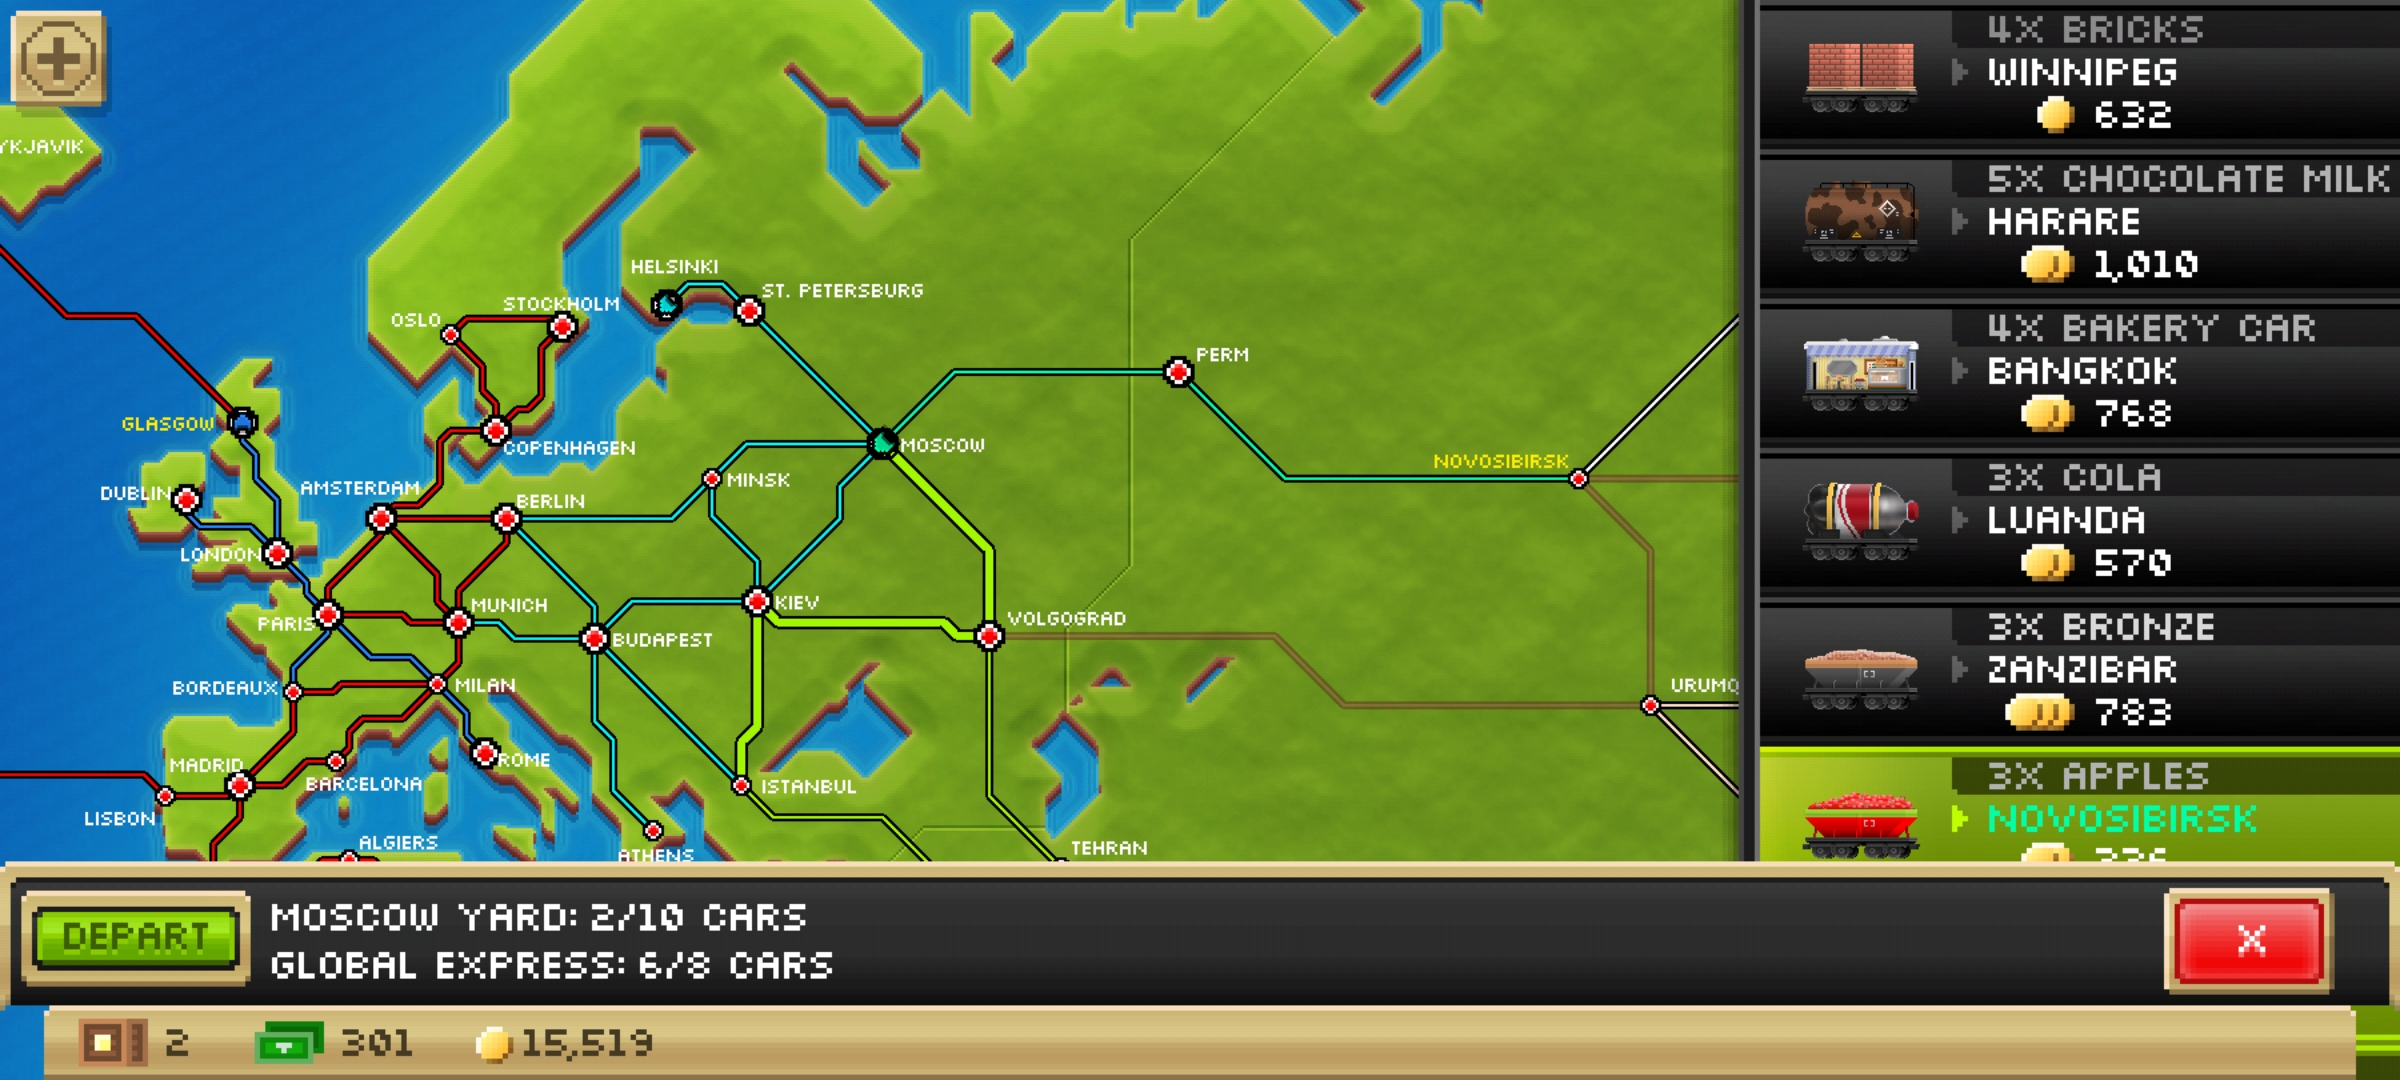 YKJAVIK
HELSINKI
ST. PETERSBURG
STOCKHOLM
OSLO
PERM
GLASGOW
COPENHAGEN
MOSCOW
NOVOSIBIRSK
MINSK
AMSTERDAM
BERLIN
DUBLIN
LONDON
MUNICH
KIEV
PARIS
VOLGOGRAD
BUDAPEST
BORDEAUX
MILAN
URUMQ
ROME
MADRID
BARCELONA
ISTANBUL
LISBON
ALGIERS
ATHENS
TEHRAN
4X BRICKS
WINNIPEG
632
5X CHOCOLATE MILK
HARARE
1,010
4X BAKERY CAR
BANGKOK
768
3X COLA
LUANDA
570
3X BRONZE
ZANZIBAR
783
3X APPLES
NOVOSIBIRSK
DEPART
MOSCOW YARD: 2/10 CARS
GLOBAL EXPRESS: 6/8 CARS
X
2
301
15,519